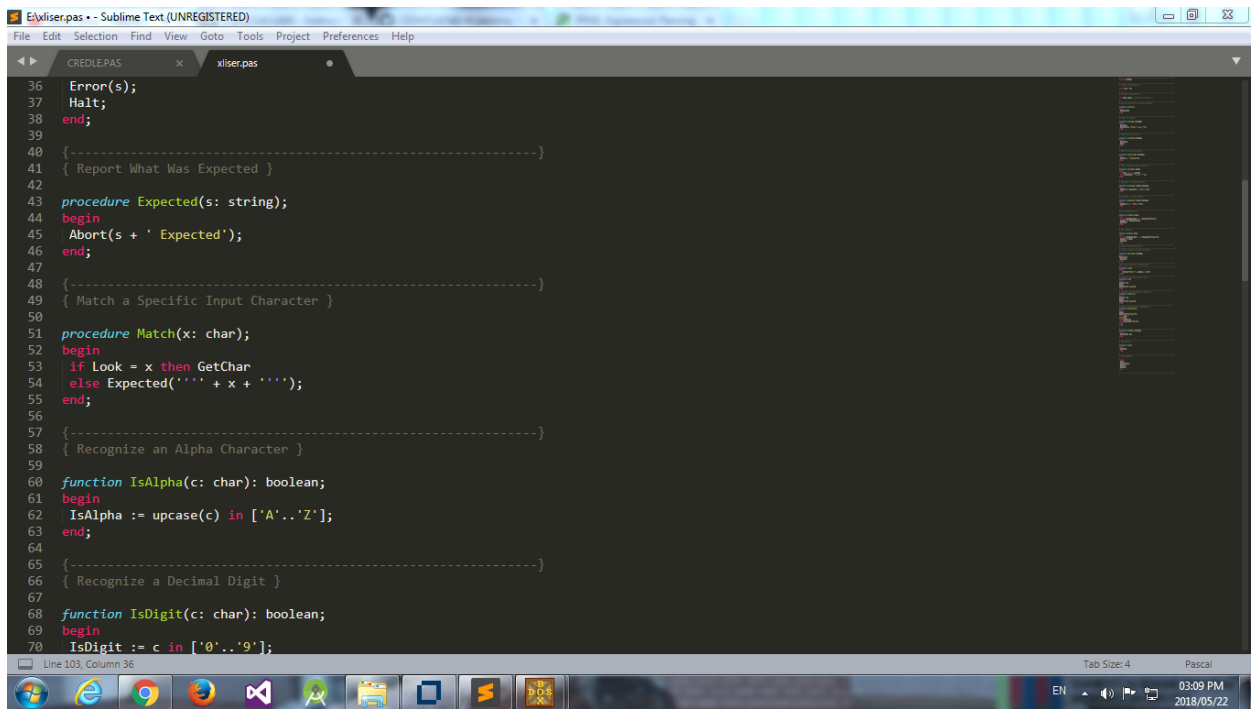 E:\xliser.pas • - Sublime Text (UNREGISTERED)
File Edit Selection Find View Goto Tools Project Preferences Help
CREDLE.PAS × xliser.pas
36 Error(s);
37 Halt;
38 end;
39
40 {--------------------------------------------------------------}
41 { Report What Was Expected }
42
43 procedure Expected(s: string);
44 begin
45 Abort(s + ' Expected');
46 end;
47
48 {--------------------------------------------------------------}
49 { Match a Specific Input Character }
50
51 procedure Match(x: char);
52 begin
53 if Look = x then GetChar
54 else Expected('''' + x + '''');
55 end;
56
57 {--------------------------------------------------------------}
58 { Recognize an Alpha Character }
59
60 function IsAlpha(c: char): boolean;
61 begin
62 IsAlpha := upcase(c) in ['A'..'Z'];
63 end;
64
65 {--------------------------------------------------------------}
66 { Recognize a Decimal Digit }
67
68 function IsDigit(c: char): boolean;
69 begin
70 IsDigit := c in ['0'..'9'];
Line 103, Column 36 Tab Size: 4 Pascal
DOS
EN 03:09 PM
2018/05/22